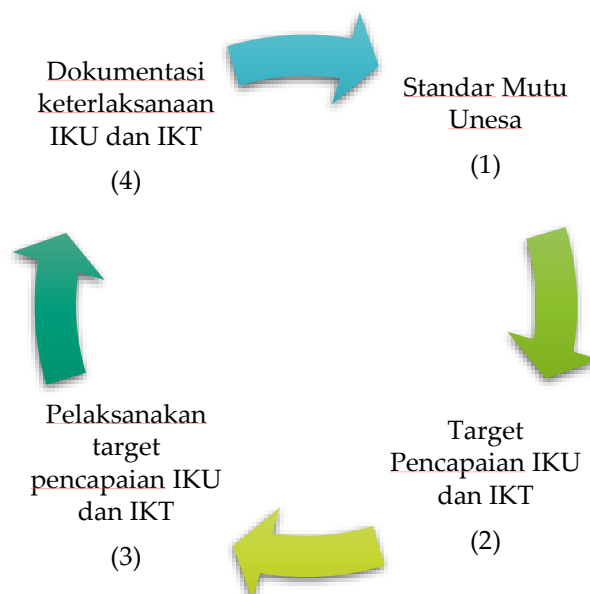 Standar Mutu
Unesa
(1)
Target
Pencapaian IKU
dan IKT
(2)
Pelaksanakan
target
pencapaian IKU
dan IKT
(3)
Dokumentasi
keterlaksanaan
IKU dan IKT
(4)